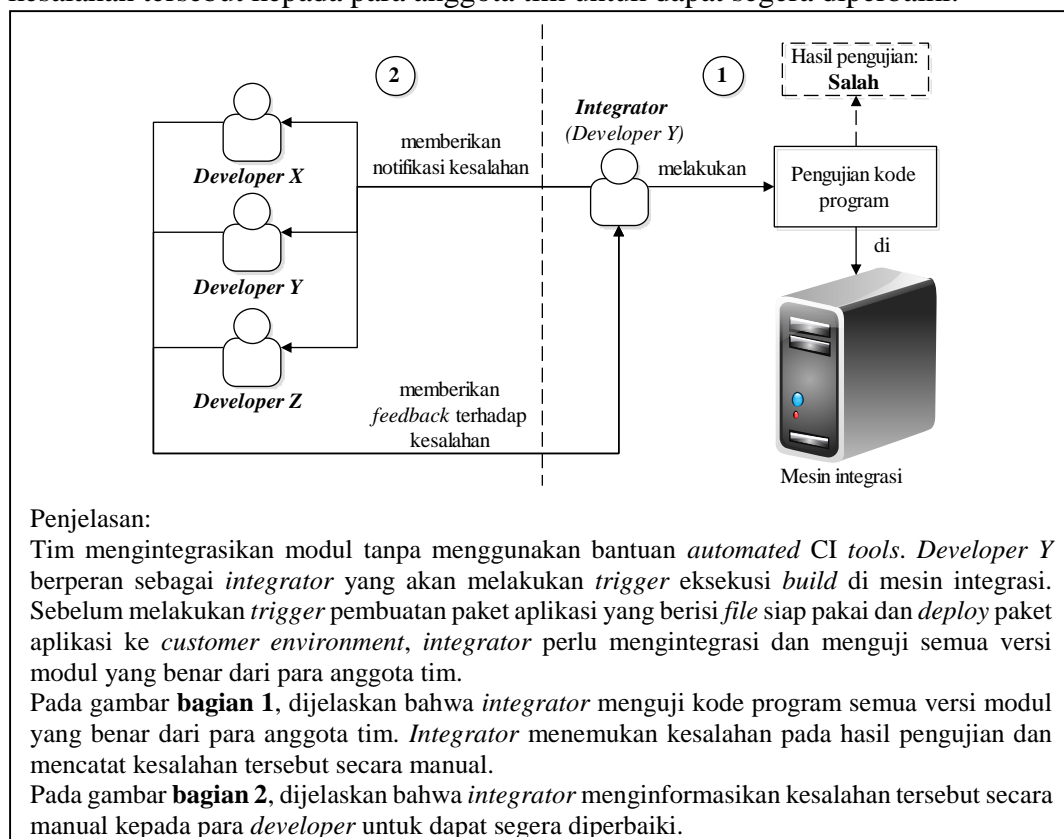 kesalahan tersebut kepada para anggota tim untuk dapat segera diperbaiki.
2
1
Hasil pengujian:
Salah
Integrator
(Developer Y)
memberikan
notifikasi kesalahan
melakukan
Pengujian kode
program
di
Developer X
Developer Y
Developer Z
memberikan
feedback terhadap
kesalahan
Mesin integrasi
Penjelasan:
Tim mengintegrasikan modul tanpa menggunakan bantuan automated CI tools. Developer Y
berperan sebagai integrator yang akan melakukan trigger eksekusi build di mesin integrasi.
Sebelum melakukan trigger pembuatan paket aplikasi yang berisi file siap pakai dan deploy paket
aplikasi ke customer environment, integrator perlu mengintegrasi dan menguji semua versi
modul yang benar dari para anggota tim.
Pada gambar bagian 1, dijelaskan bahwa integrator menguji kode program semua versi modul
yang benar dari para anggota tim. Integrator menemukan kesalahan pada hasil pengujian dan
mencatat kesalahan tersebut secara manual.
Pada gambar bagian 2, dijelaskan bahwa integrator menginformasikan kesalahan tersebut secara
manual kepada para developer untuk dapat segera diperbaiki.